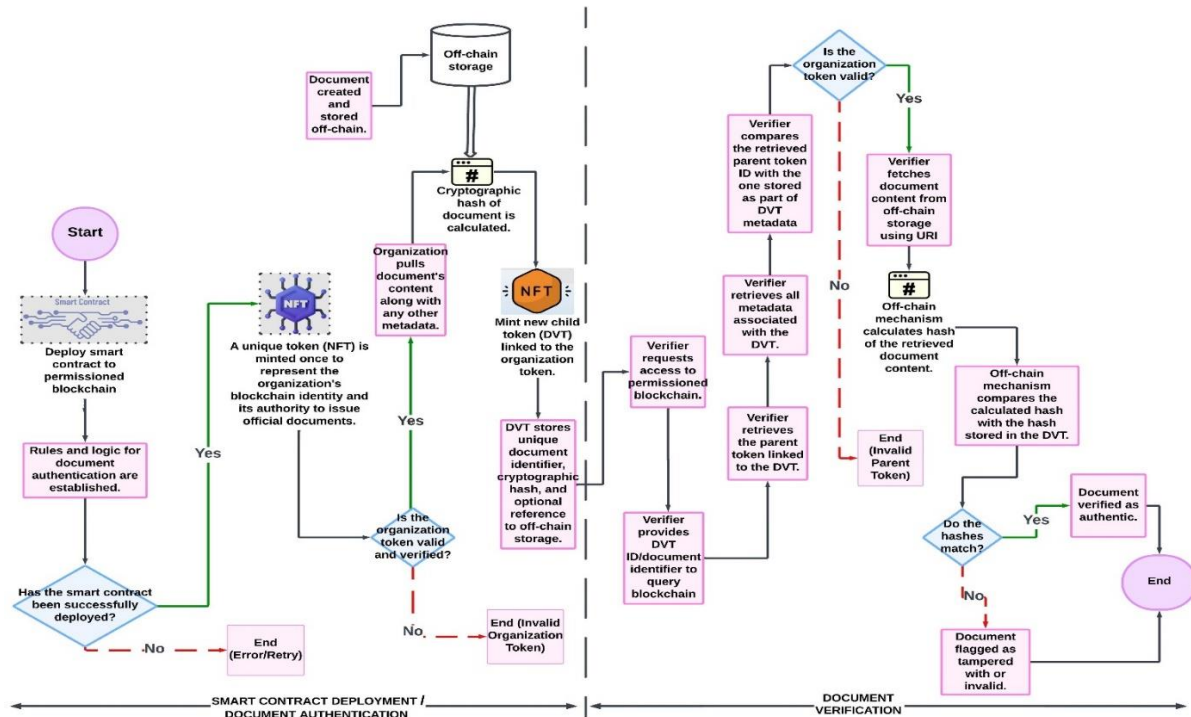 Start
Smart Contract
Deploy smart
contract to
permissioned
blockchain
Rules and logic for
document
authentication are
established.
Has the smart contract
been successfully
deployed?
No
End
(Error/Retry)
Yes
NFT
A unique token (NFT) is
minted once to
represent the
organization's
blockchain identity and
its authority to issue
official documents.
Is the
organization
token valid
and verified?
No
End (Invalid
Organization
Token)
Yes
Organization
pulls
document's
content
along with
any other
metadata.
Document
created
and
stored
off-chain.
Off-chain
storage
#
Cryptographic
hash of
document is
calculated.
NFT
Mint new child
token (DVT)
linked to the
organization
token.
DVT stores
unique
document
identifier,
cryptographic
hash, and
optional
reference
to off-chain
storage.
SMART CONTRACT DEPLOYMENT /
DOCUMENT AUTHENTICATION
Verifier
requests
access to
permissioned
blockchain.
Verifier
provides
DVT
ID/document
identifier to
query
blockchain
Verifier
retrieves
the parent
token linked
to the DVT.
Verifier
retrieves all
metadata
associated
with the
DVT.
Verifier
compares
the retrieved
parent token
ID with the
one stored
as part of
DVT
metadata
Is the
organization
token valid?
No
End
(Invalid
Parent
Token)
Yes
Verifier
fetches
document
content from
off-chain
storage
using URI
#
Off-chain
mechanism
calculates hash
of the retrieved
document
content.
Off-chain
mechanism
compares the
calculated hash
with the hash
stored in the DVT.
Do the
hashes
match?
Yes
Document
verified as
authentic.
No
Document
flagged as
tampered
with or
invalid.
End
DOCUMENT
VERIFICATION